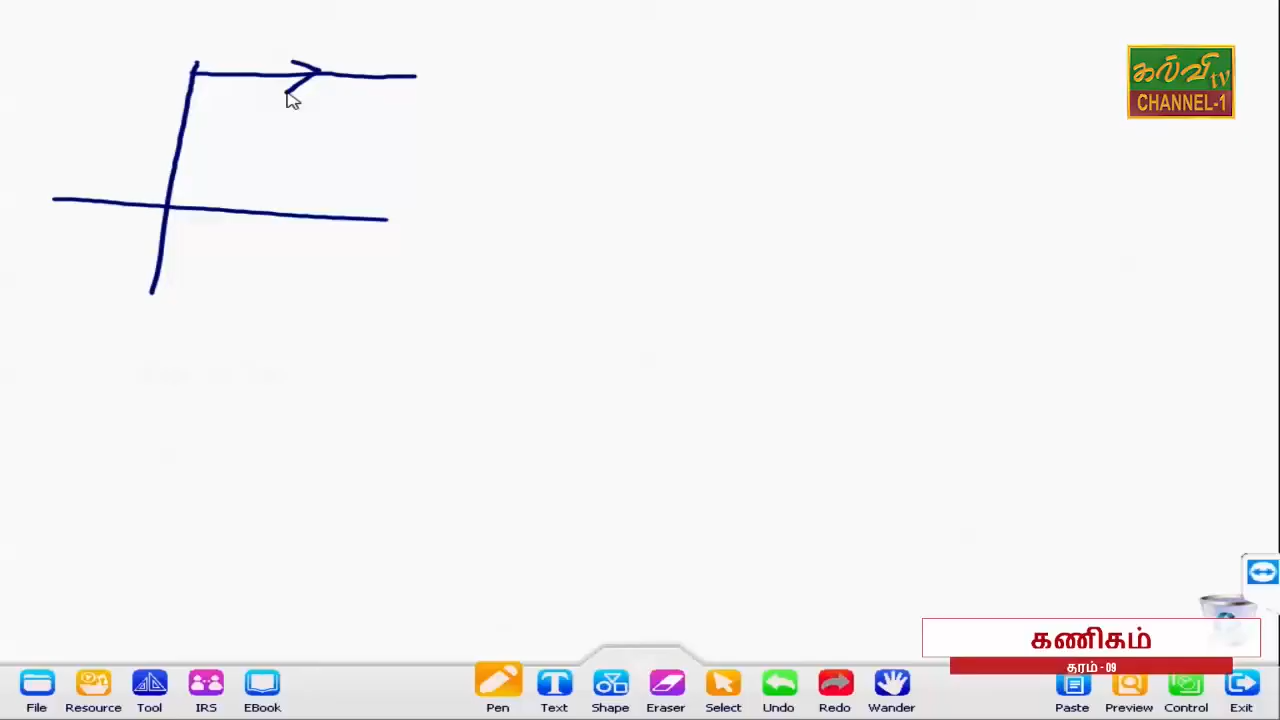 கல்வி tv
CHANNEL-1
கணிகம்
தரம் - 09
File Resource Tool IRS EBook Pen Text Shape Eraser Select Undo Redo Wander Paste Preview Control Exit